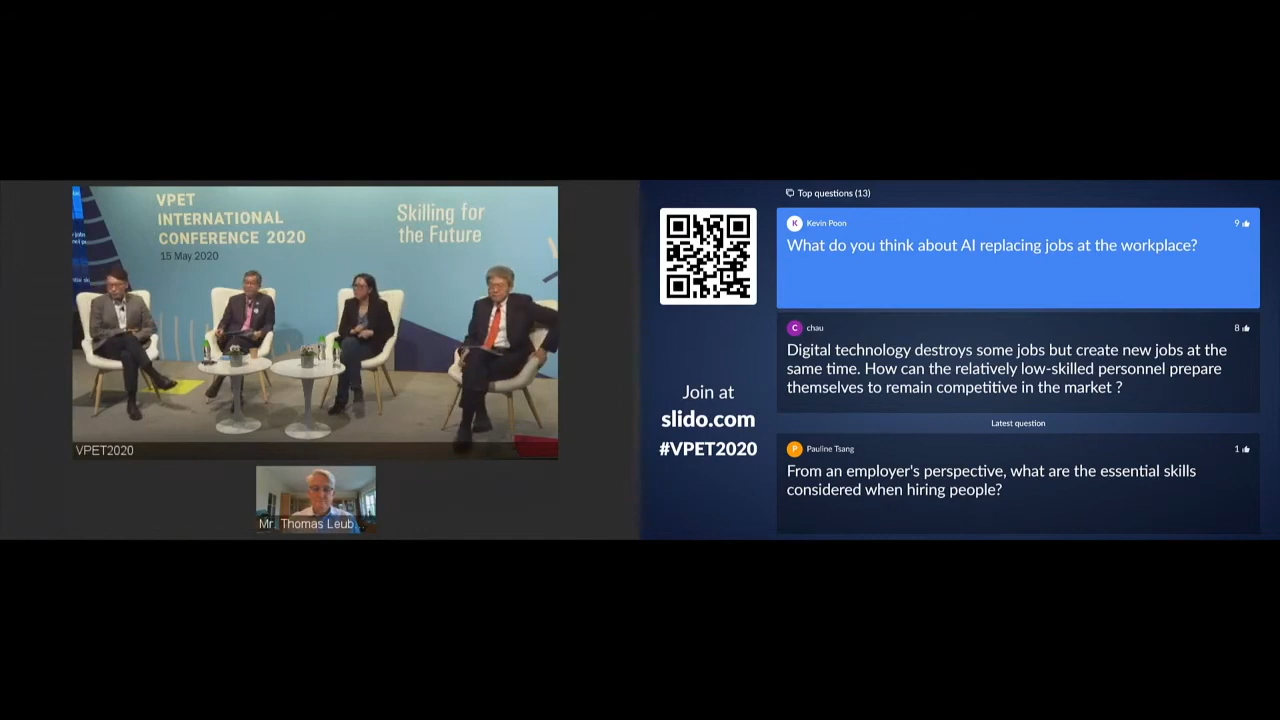 VPET
INTERNATIONAL
CONFERENCE 2020
15 May 2020
Skilling for
the Future
VPET2020
Mr. Thomas Leub...
Top questions (13)
Join at
slido.com
#VPET2020
K Kevin Poon 9
What do you think about AI replacing jobs at the workplace?
C chau 8
Digital technology destroys some jobs but create new jobs at the
same time. How can the relatively low-skilled personnel prepare
themselves to remain competitive in the market ?
Latest question
P Pauline Tsang 1
From an employer's perspective, what are the essential skills
considered when hiring people?